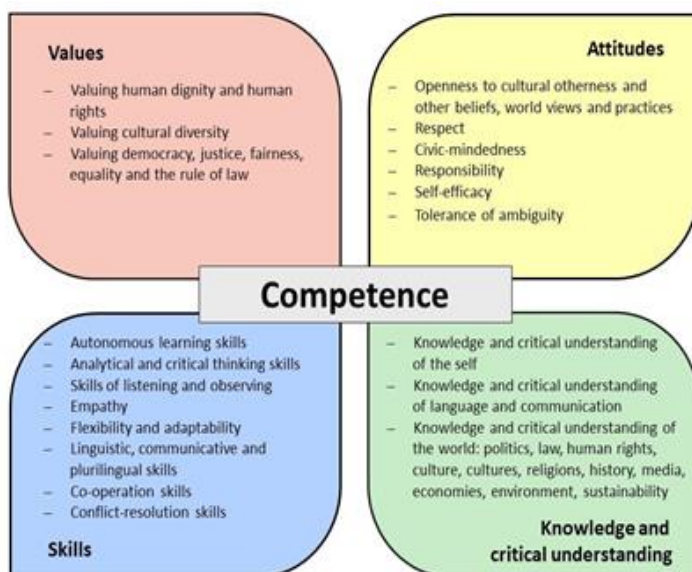 Values
– Valuing human dignity and human
rights
– Valuing cultural diversity
– Valuing democracy, justice, fairness,
equality and the rule of law
Attitudes
– Openness to cultural otherness and
other beliefs, world views and practices
– Respect
– Civic-mindedness
– Responsibility
– Self-efficacy
– Tolerance of ambiguity
Competence
– Autonomous learning skills
– Analytical and critical thinking skills
– Skills of listening and observing
– Empathy
– Flexibility and adaptability
– Linguistic, communicative and
plurilingual skills
– Co-operation skills
– Conflict-resolution skills
Skills
– Knowledge and critical understanding
of the self
– Knowledge and critical understanding
of language and communication
– Knowledge and critical understanding of
the world: politics, law, human rights,
culture, cultures, religions, history, media,
economies, environment, sustainability
Knowledge and
critical understanding